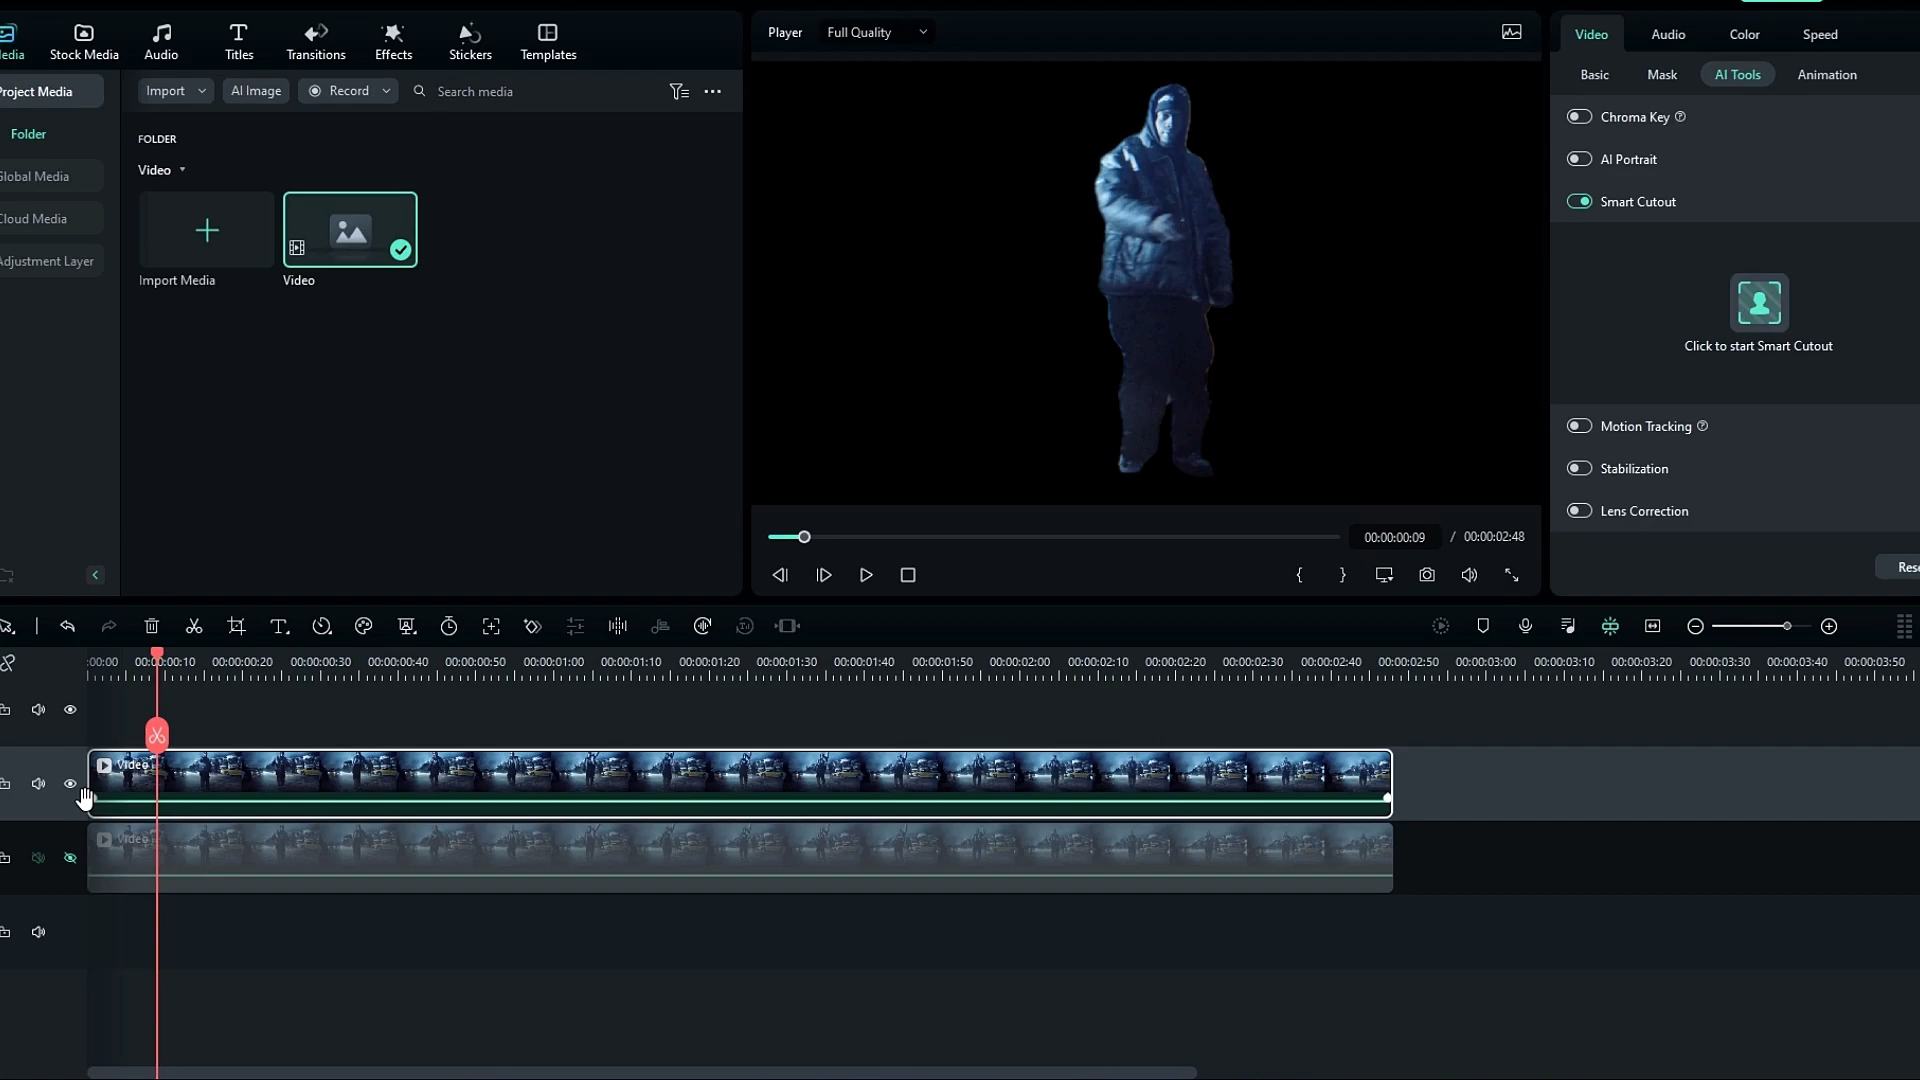 edia
Stock Media
Audio
Titles
Transitions
Effects
Stickers
Templates
Player
Full Quality
Video
Audio
Color
Speed
Basic
Mask
AI Tools
Animation
Project Media
Import
AI Image
Record
Search media
Chroma Key
AI Portrait
Smart Cutout
FOLDER
Folder
Video
Global Media
Cloud Media
Adjustment Layer
Import Media
Video
Click to start Smart Cutout
Motion Tracking
Stabilization
Lens Correction
00:00:00:09 / 00:00:02:48
Rese
:00:00 00:00:00:10 00:00:00:20 00:00:00:30 00:00:00:40 00:00:00:50 00:00:01:00 00:00:01:10 00:00:01:20 00:00:01:30 00:00:01:40 00:00:01:50 00:00:02:00 00:00:02:10 00:00:02:20 00:00:02:30 00:00:02:40 00:00:02:50 00:00:03:00 00:00:03:10 00:00:03:20 00:00:03:30 00:00:03:40 00:00:03:50
Video
Video